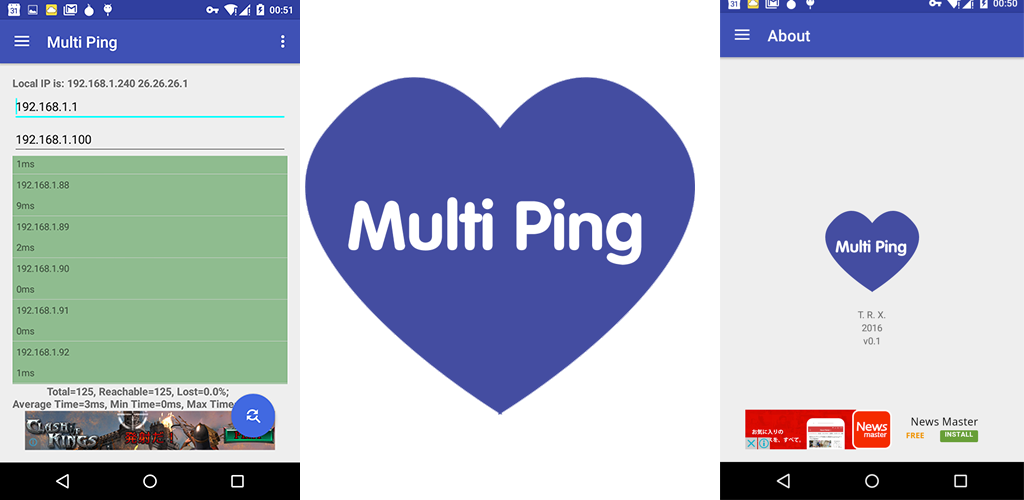 31
00:51
Multi Ping
Local IP is: 192.168.1.240 26.26.26.1
192.168.1.1
192.168.1.100
1ms
192.168.1.88
9ms
192.168.1.89
2ms
192.168.1.90
0ms
192.168.1.91
0ms
192.168.1.92
1ms
Total=125, Reachable=125, Lost=0.0%;
Average Time=3ms, Min Time=0ms, Max Time
CLASH of
KINGS
Multi Ping
31
00:50
About
Multi Ping
T. R. X.
2016
v0.1
お気に入りの
スを、すべて。
News
master
News Master
FREE
INSTALL